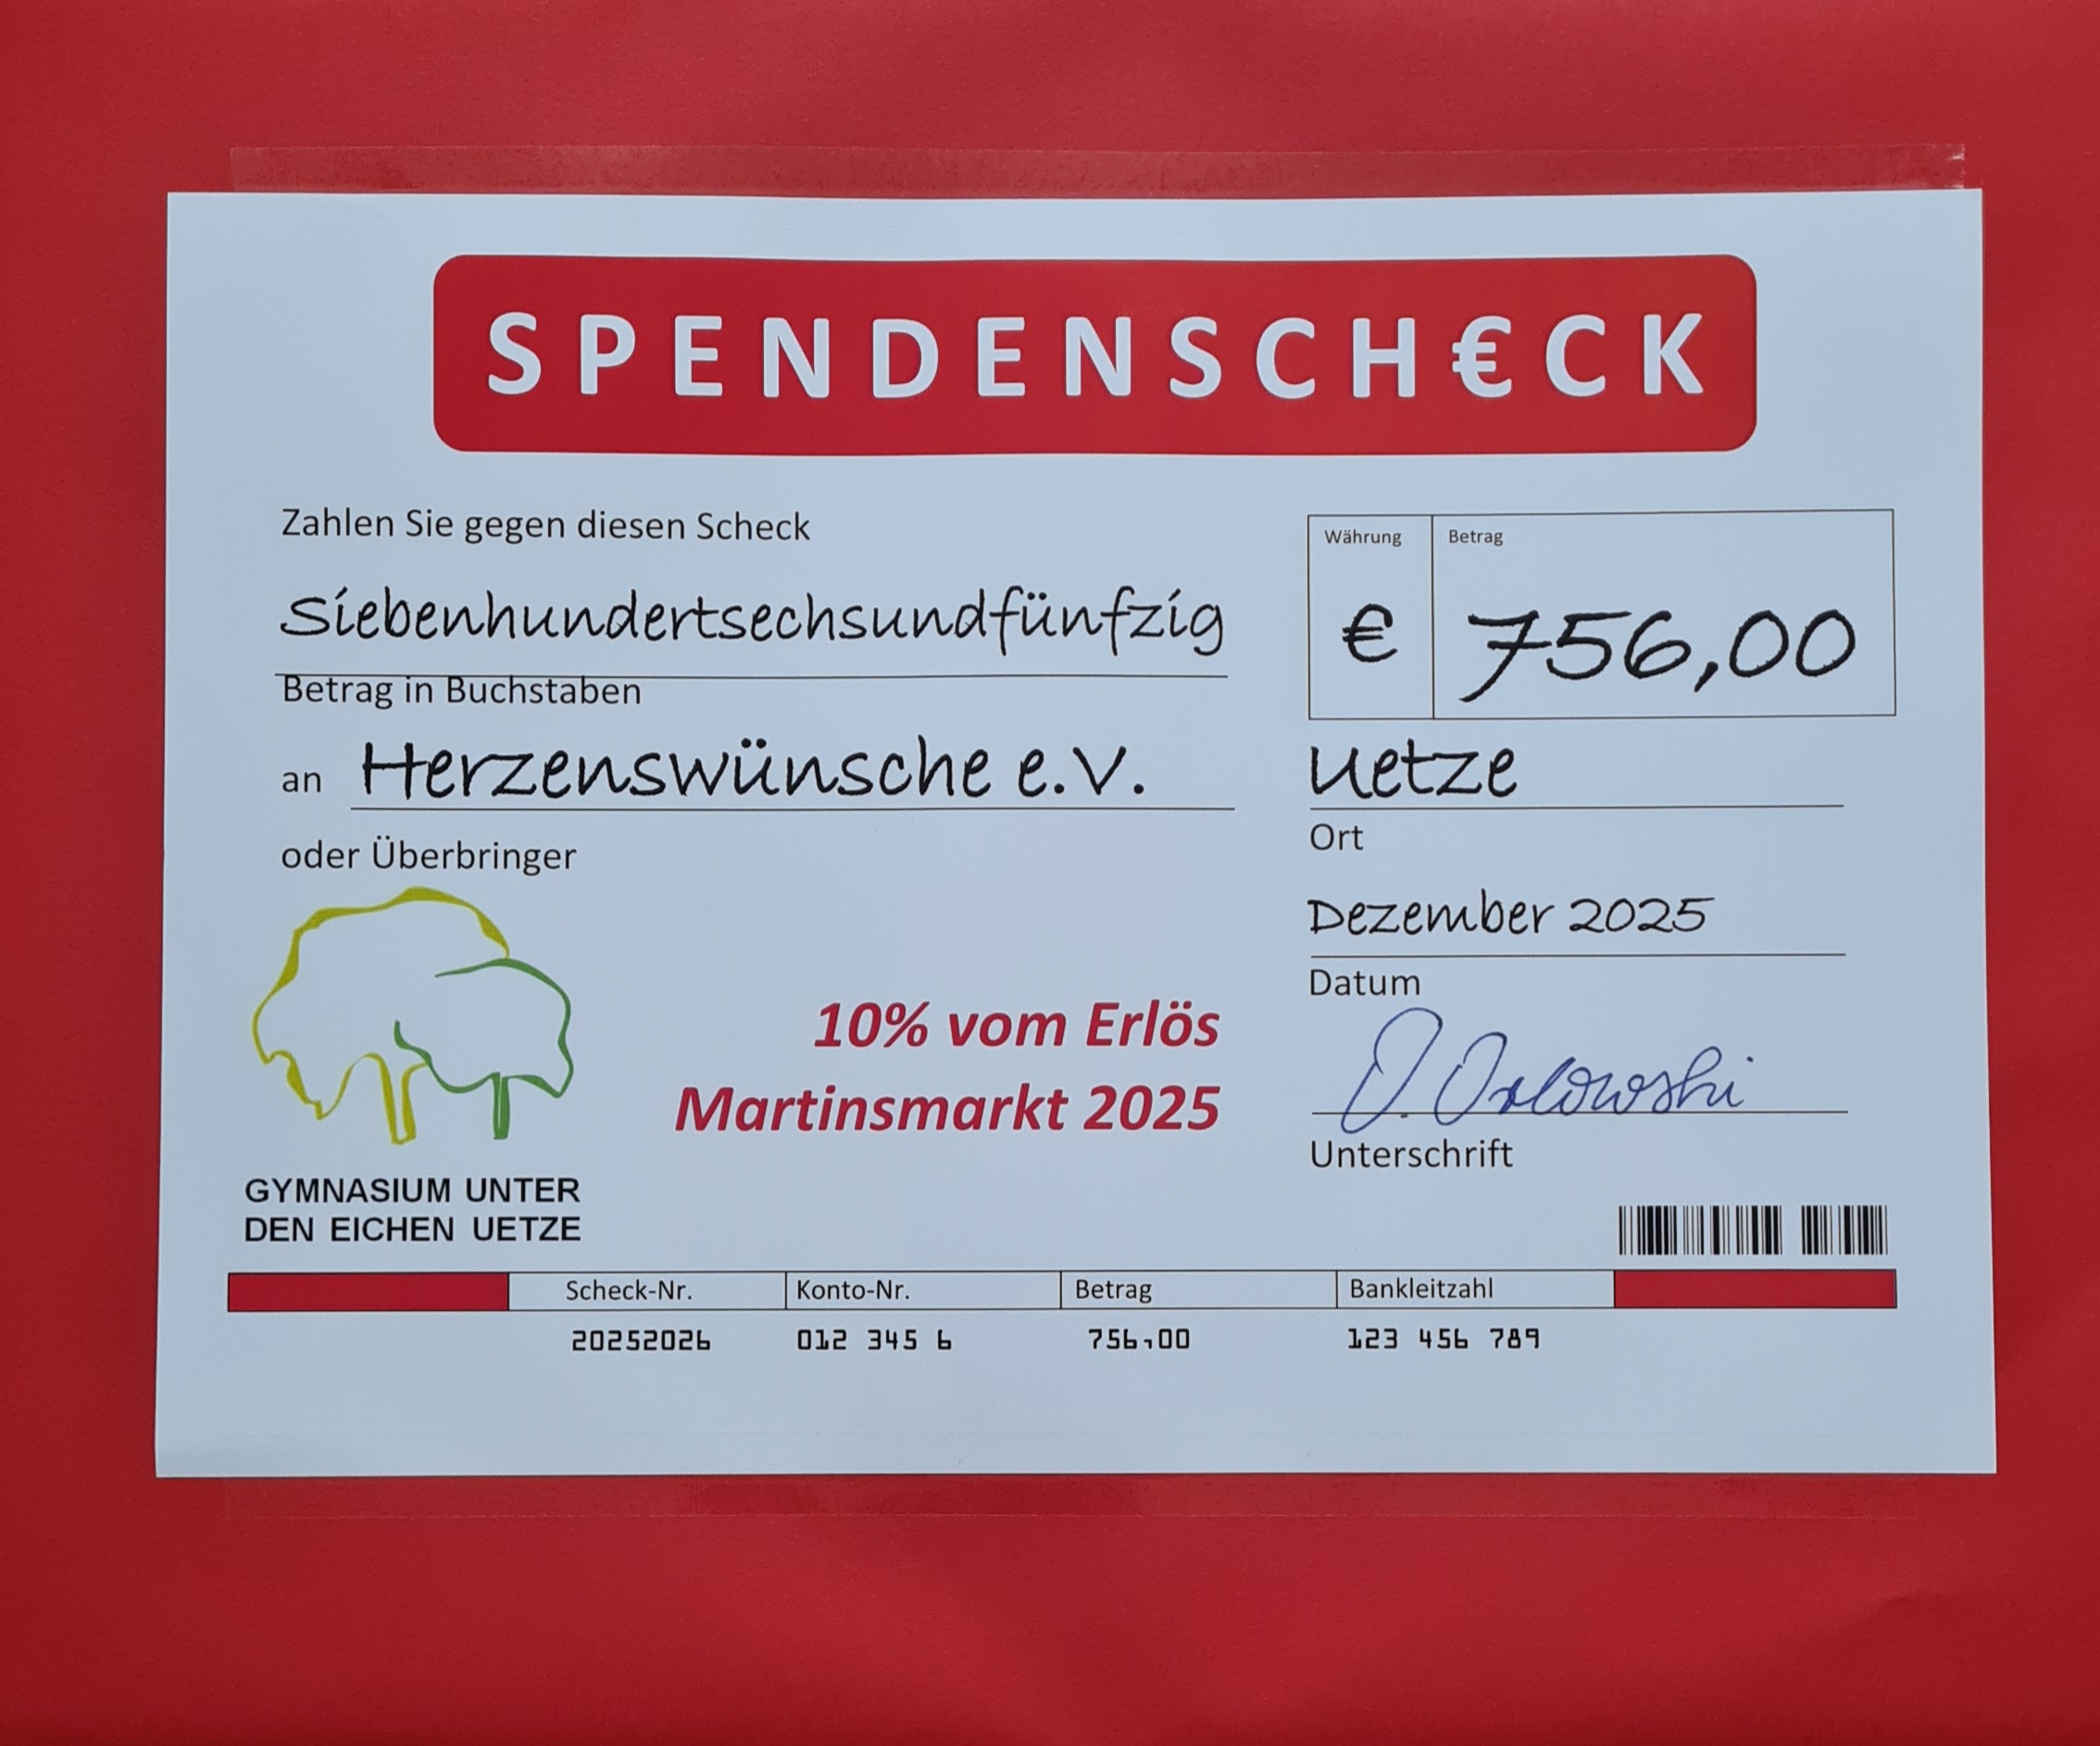 SPENDENSCH€CK
Zahlen Sie gegen diesen Scheck
Siebenhundertsechsundfünfzig
Betrag in Buchstaben
Währung
Betrag
€
756,00
an Herzenswünsche e.V.
oder Überbringer
Uetze
Ort
Dezember 2025
Datum
10% vom Erlös
Martinsmarkt 2025
O. Orlowski
Unterschrift
GYMNASIUM UNTER
DEN EICHEN UETZE
Scheck-Nr. Konto-Nr. Betrag Bankleitzahl
20252026 012 345 6 756,00 123 456 789